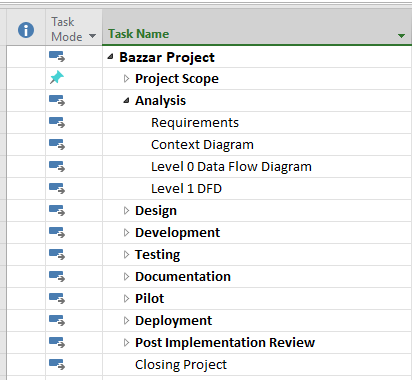 Task
Mode
Task Name
Bazzar Project
Project Scope
Analysis
Requirements
Context Diagram
Level 0 Data Flow Diagram
Level 1 DFD
Design
Development
Testing
Documentation
Pilot
Deployment
Post Implementation Review
Closing Project